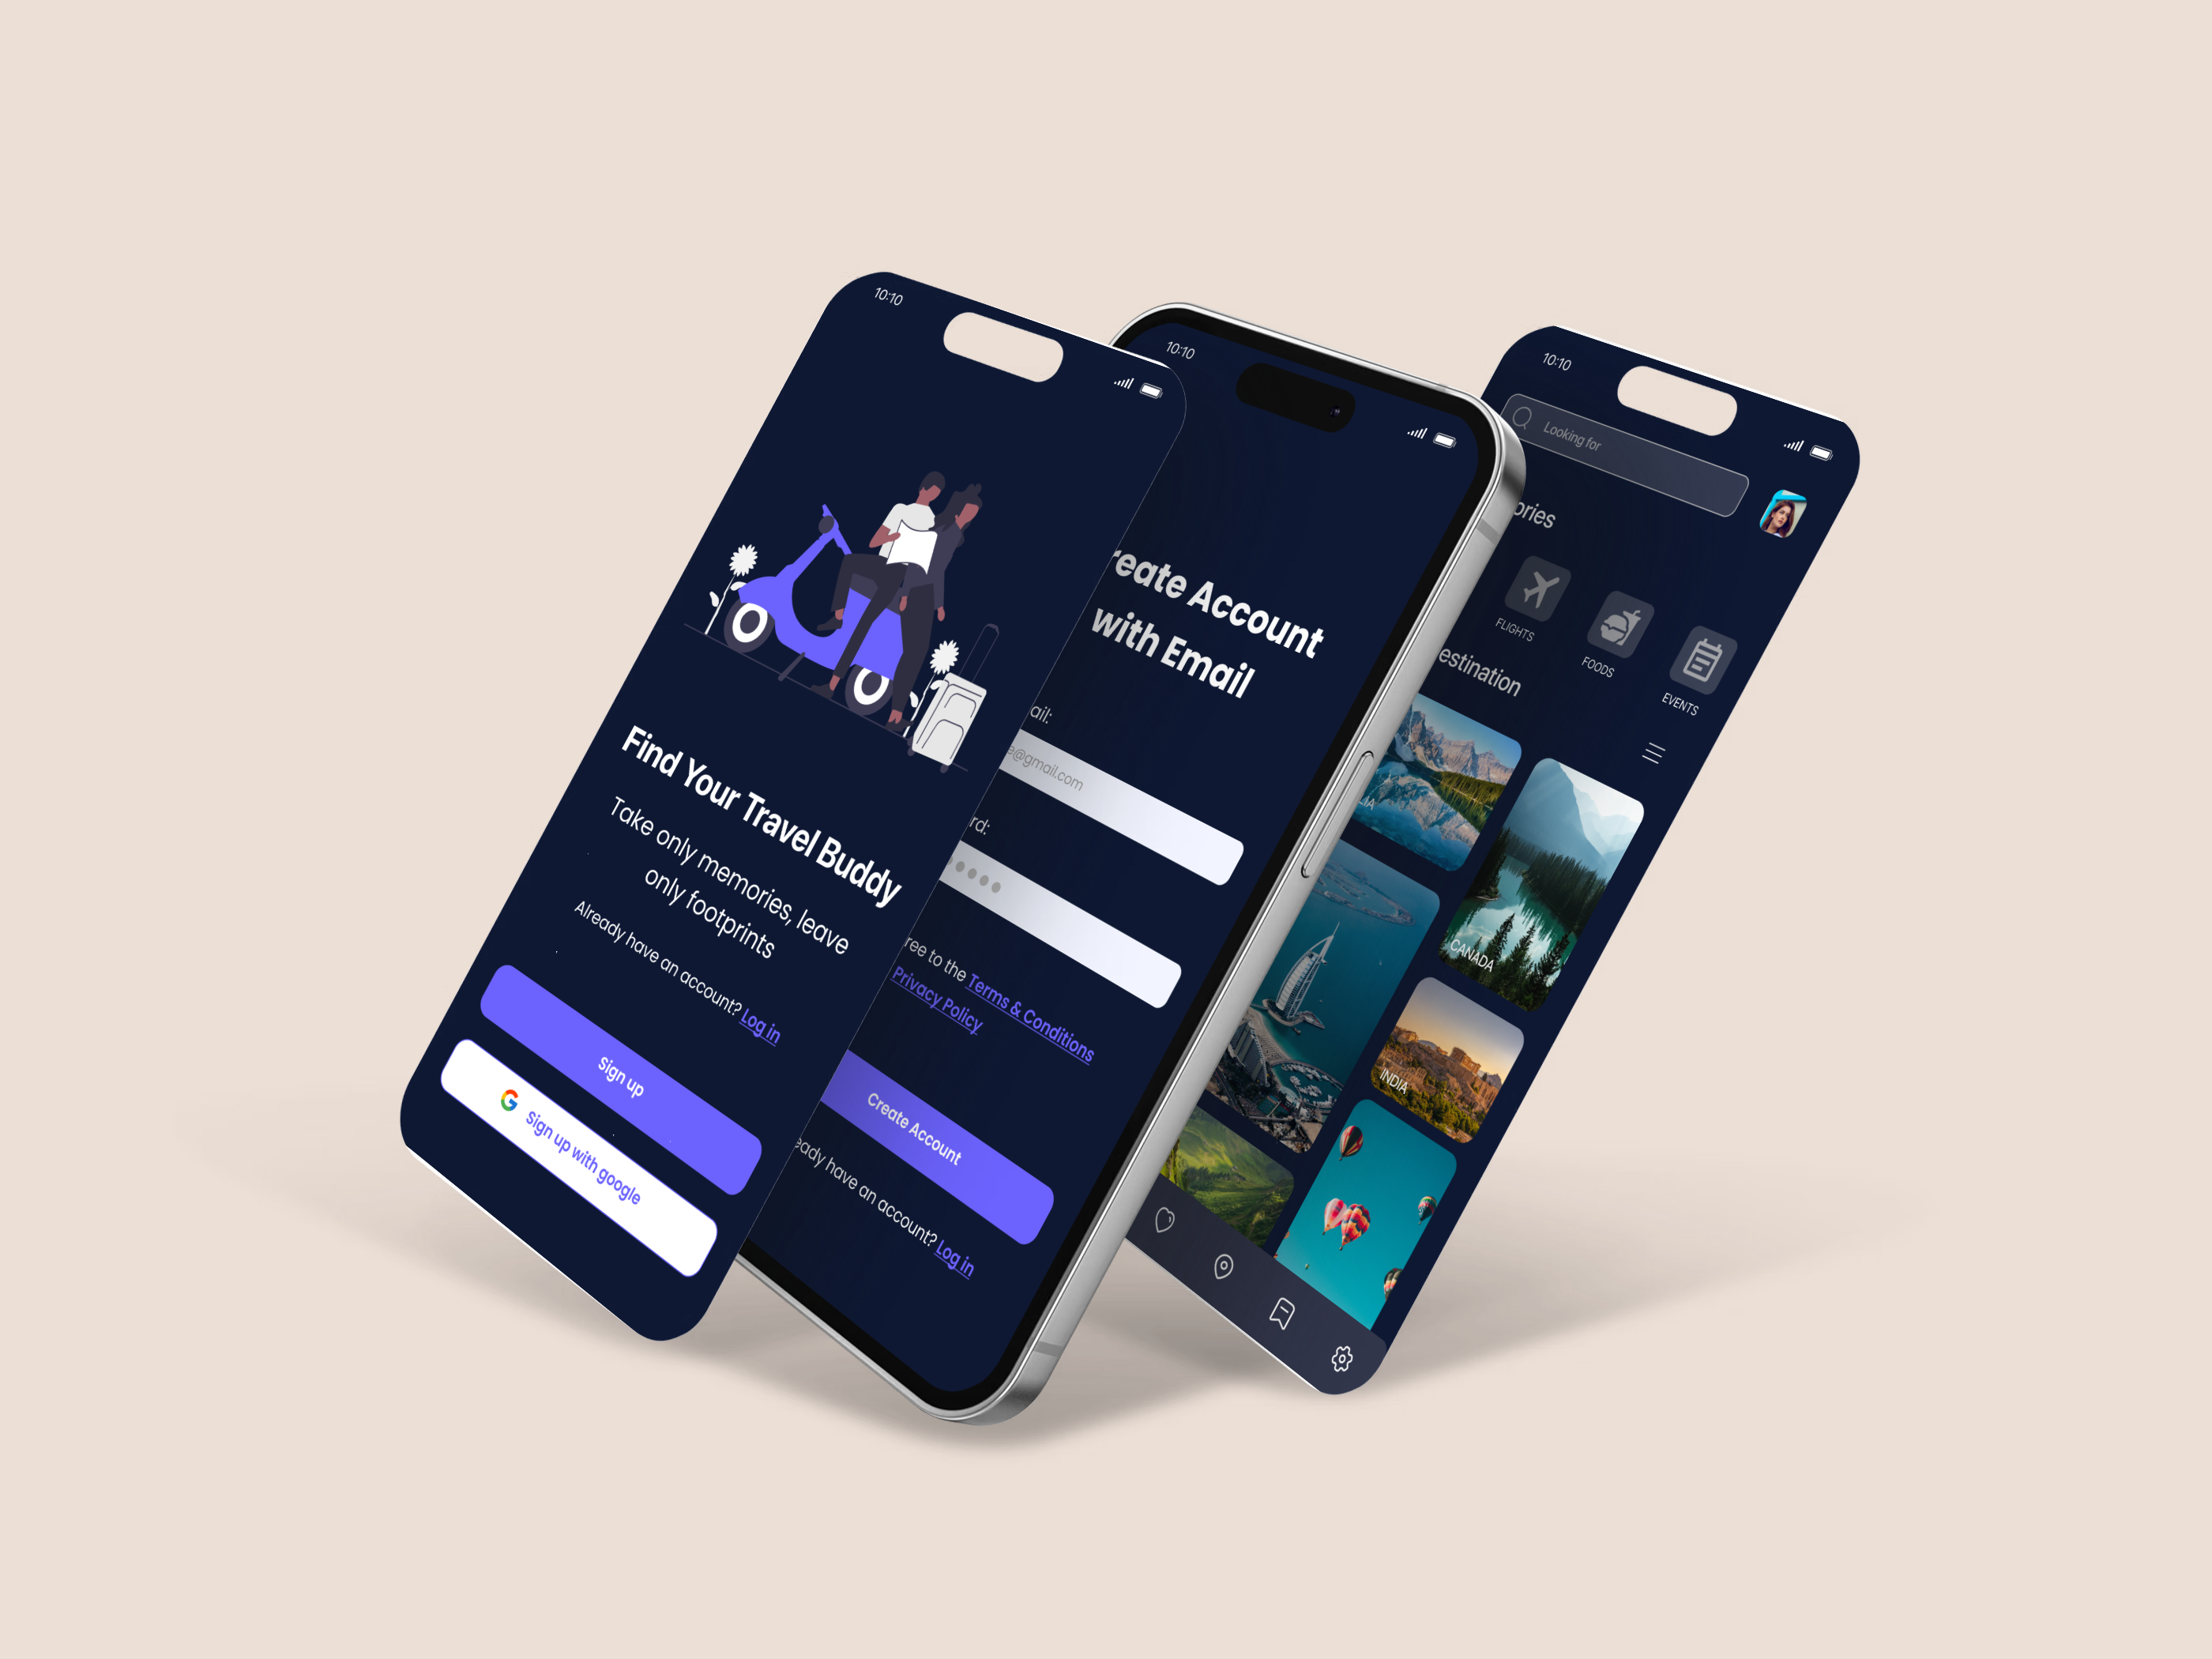 10:10
Find Your Travel Buddy
Take only memories, leave
only footprints
Already have an account? Log in
Sign up
Sign up with google
10:10
reate Account
with Email
ail:
e@gmail.com
rd:
ree to the Terms & Conditions
Privacy Policy
Create Account
eady have an account? Log in
10:10
Looking for
ories
FLIGHTS
FOODS
EVENTS
estination
CANADA
INDIA